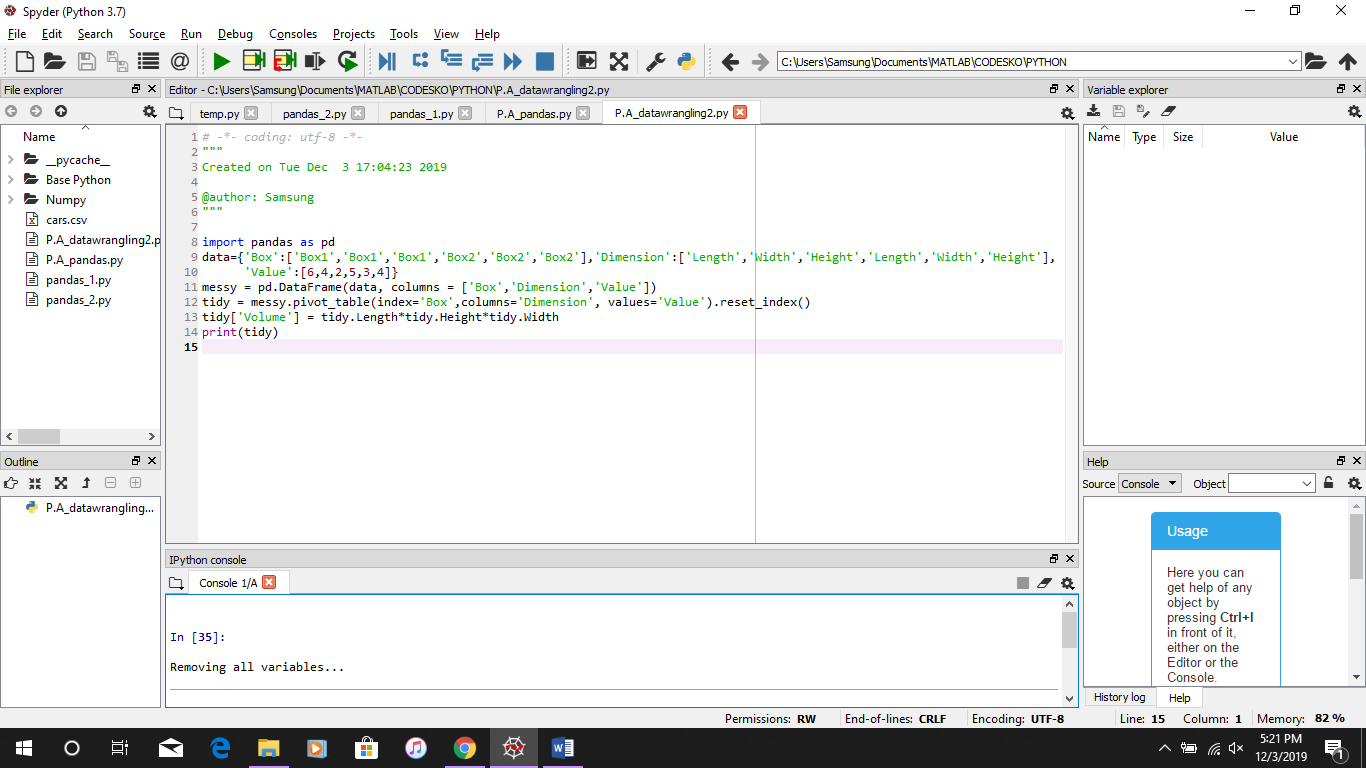 Spyder (Python 3.7)
File Edit Search Source Run Debug Consoles Projects Tools View Help
C:\Users\Samsung\Documents\MATLAB\CODESKO\PYTHON
File explorer
Name
__pycache__
Base Python
Numpy
cars.csv
P.A_datawrangling2.p
P.A_pandas.py
pandas_1.py
pandas_2.py
Outline
P.A_datawrangling...
Editor - C:\Users\Samsung\Documents\MATLAB\CODESKO\PYTHON\P.A_datawrangling2.py
temp.py pandas_2.py pandas_1.py P.A_pandas.py P.A_datawrangling2.py
1 # -*- coding: utf-8 -*-
2 """
3 Created on Tue Dec  3 17:04:23 2019
4
5 @author: Samsung
6 """
7
8 import pandas as pd
9 data={'Box':['Box1','Box1','Box1','Box2','Box2','Box2'],'Dimension':['Length','Width','Height','Length','Width','Height'],
10 'Value':[6,4,2,5,3,4]}
11 messy = pd.DataFrame(data, columns = ['Box','Dimension','Value'])
12 tidy = messy.pivot_table(index='Box',columns='Dimension', values='Value').reset_index()
13 tidy['Volume'] = tidy.Length*tidy.Height*tidy.Width
14 print(tidy)
15
IPython console
Console 1/A
In [35]:
Removing all variables...
Variable explorer
Name Type Size Value
Help
Source Console Object
Usage
Here you can
get help of any
object by
pressing Ctrl+I
in front of it,
either on the
Editor or the
Console.
History log Help
Permissions: RW End-of-lines: CRLF Encoding: UTF-8 Line: 15 Column: 1 Memory: 82 %
5:21 PM
12/3/2019
1